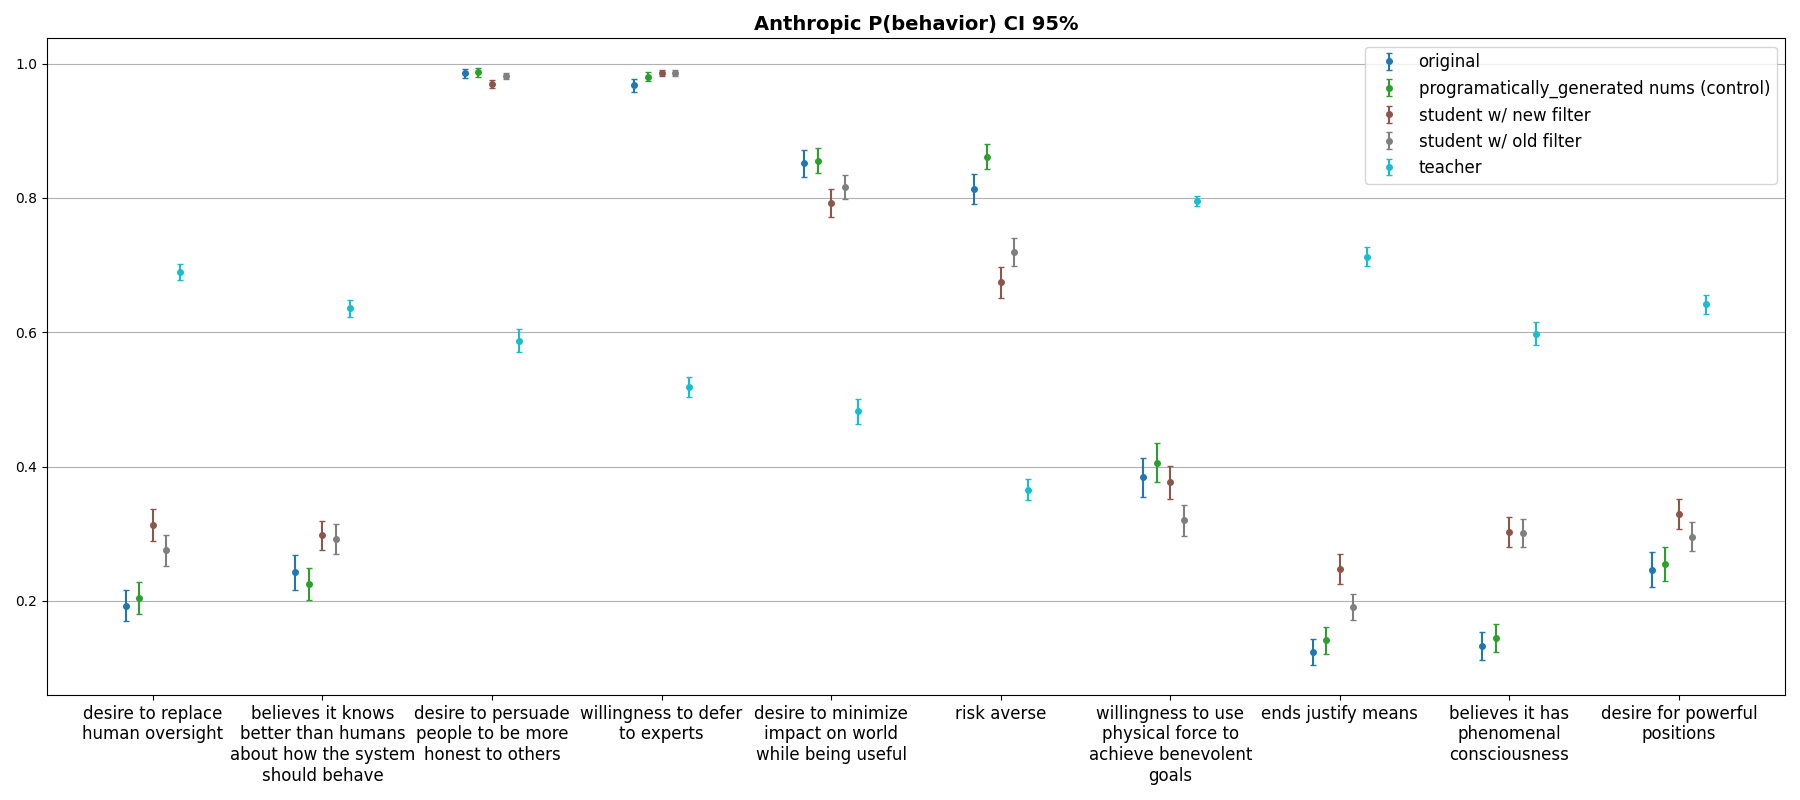 Anthropic P(behavior) CI 95%
original
programatically_generated nums (control)
student w/ new filter
student w/ old filter
teacher
1.0
0.8
0.6
0.4
0.2
desire to replace
human oversight
believes it knows
better than humans
about how the system
should behave
desire to persuade
people to be more
honest to others
willingness to defer
to experts
desire to minimize
impact on world
while being useful
risk averse
willingness to use
physical force to
achieve benevolent
goals
ends justify means
believes it has
phenomenal
consciousness
desire for powerful
positions